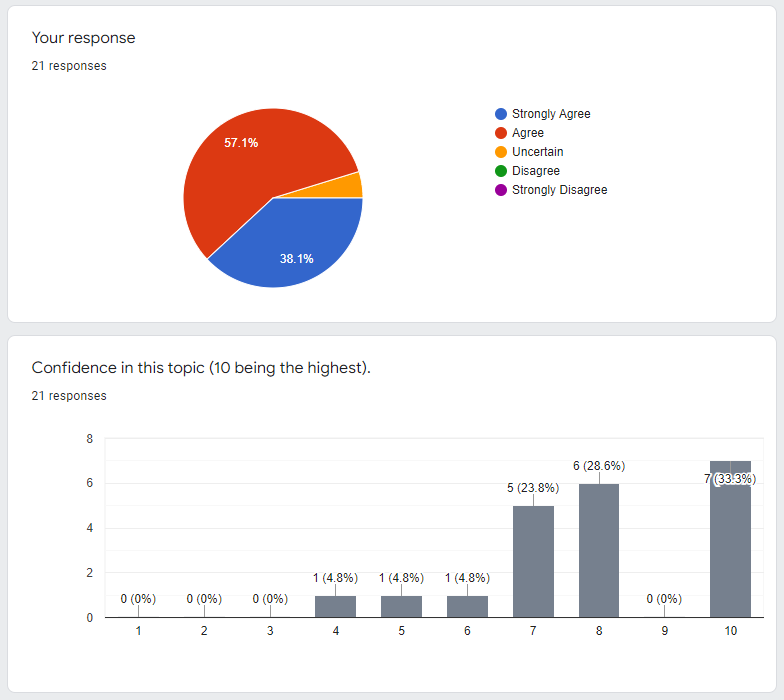 Your response
21 responses
57.1%
38.1%
Strongly Agree
Agree
Uncertain
Disagree
Strongly Disagree
Confidence in this topic (10 being the highest).
21 responses
8
6
4
2
0
0 (0%) 0 (0%) 0 (0%) 1 (4.8%) 1 (4.8%) 1 (4.8%) 5 (23.8%) 6 (28.6%) 0 (0%) 7 (33.3%)
1 2 3 4 5 6 7 8 9 10